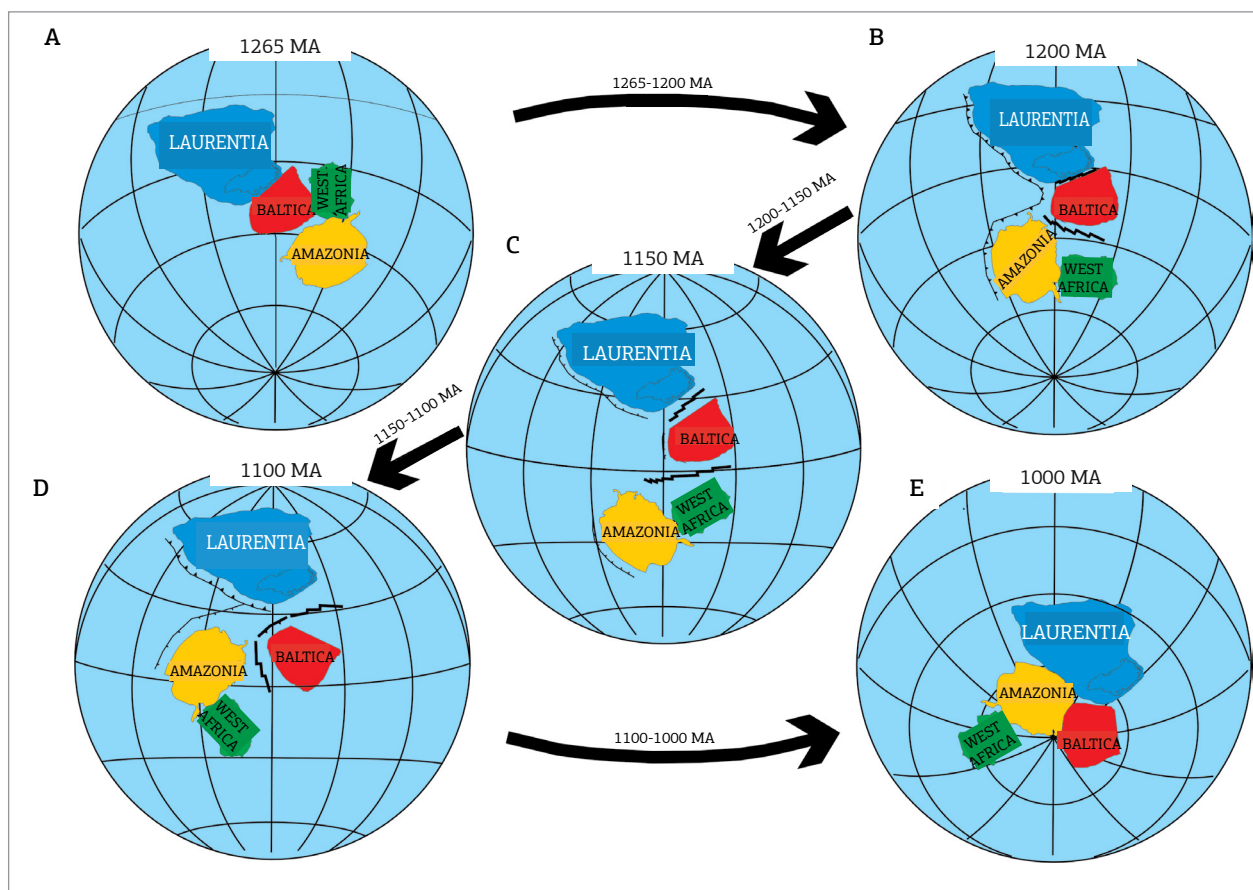 A
1265 MA
LAURENTIA
BALTICA
WEST
AFRICA
AMAZONIA
1265-1200 MA
B
1200 MA
LAURENTIA
BALTICA
AMAZONIA
WEST
AFRICA
1200-1150 MA
C
1150 MA
LAURENTIA
BALTICA
AMAZONIA
WEST
AFRICA
1150-1100 MA
D
1100 MA
LAURENTIA
AMAZONIA
BALTICA
WEST
AFRICA
1100-1000 MA
E
1000 MA
LAURENTIA
AMAZONIA
WEST
AFRICA
BALTICA